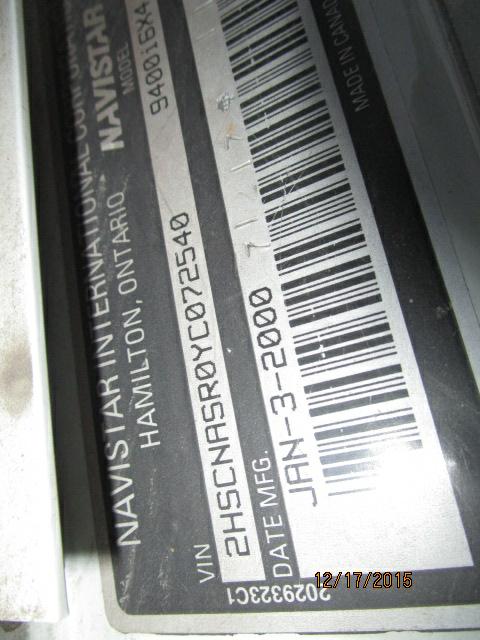 NAVISTAR INTERNATIONAL CORPORATION
HAMILTON, ONTARIO
NAVISTAR
MODEL
9400i6X4
VIN
2HSCNASR0YC072540
DATE MFG.
JAN-3-2000
MADE IN CANADA
2029323C1
12/17/2015